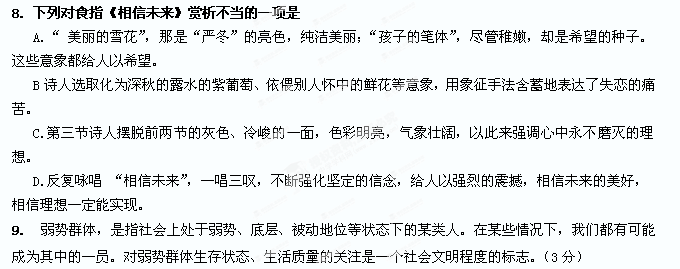 8. 下列对食指《相信未来》赏析不当的一项是
A.“ 美丽的雪花”，那是“严冬”的亮色，纯洁美丽；“孩子的笔体”，尽管稚嫩，却是希望的种子。
这些意象都给人以希望。
B 诗人选取化为深秋的露水的紫葡萄、依偎别人怀中的鲜花等意象，用象征手法含蓄地表达了失恋的痛
苦。
C.第三节诗人摆脱前两节的灰色、冷峻的一面，色彩明亮，气象壮阔，以此来强调心中永不磨灭的理
想。
D.反复咏唱 “相信未来”，一唱三叹，不断强化坚定的信念，给人以强烈的震撼，相信未来的美好，
相信理想一定能实现。
9. 弱势群体，是指社会上处于弱势、底层、被动地位等状态下的某类人。在某些情况下，我们都有可能
成为其中的一员。对弱势群体生存状态、生活质量的关注是一个社会文明程度的标志。(3 分)